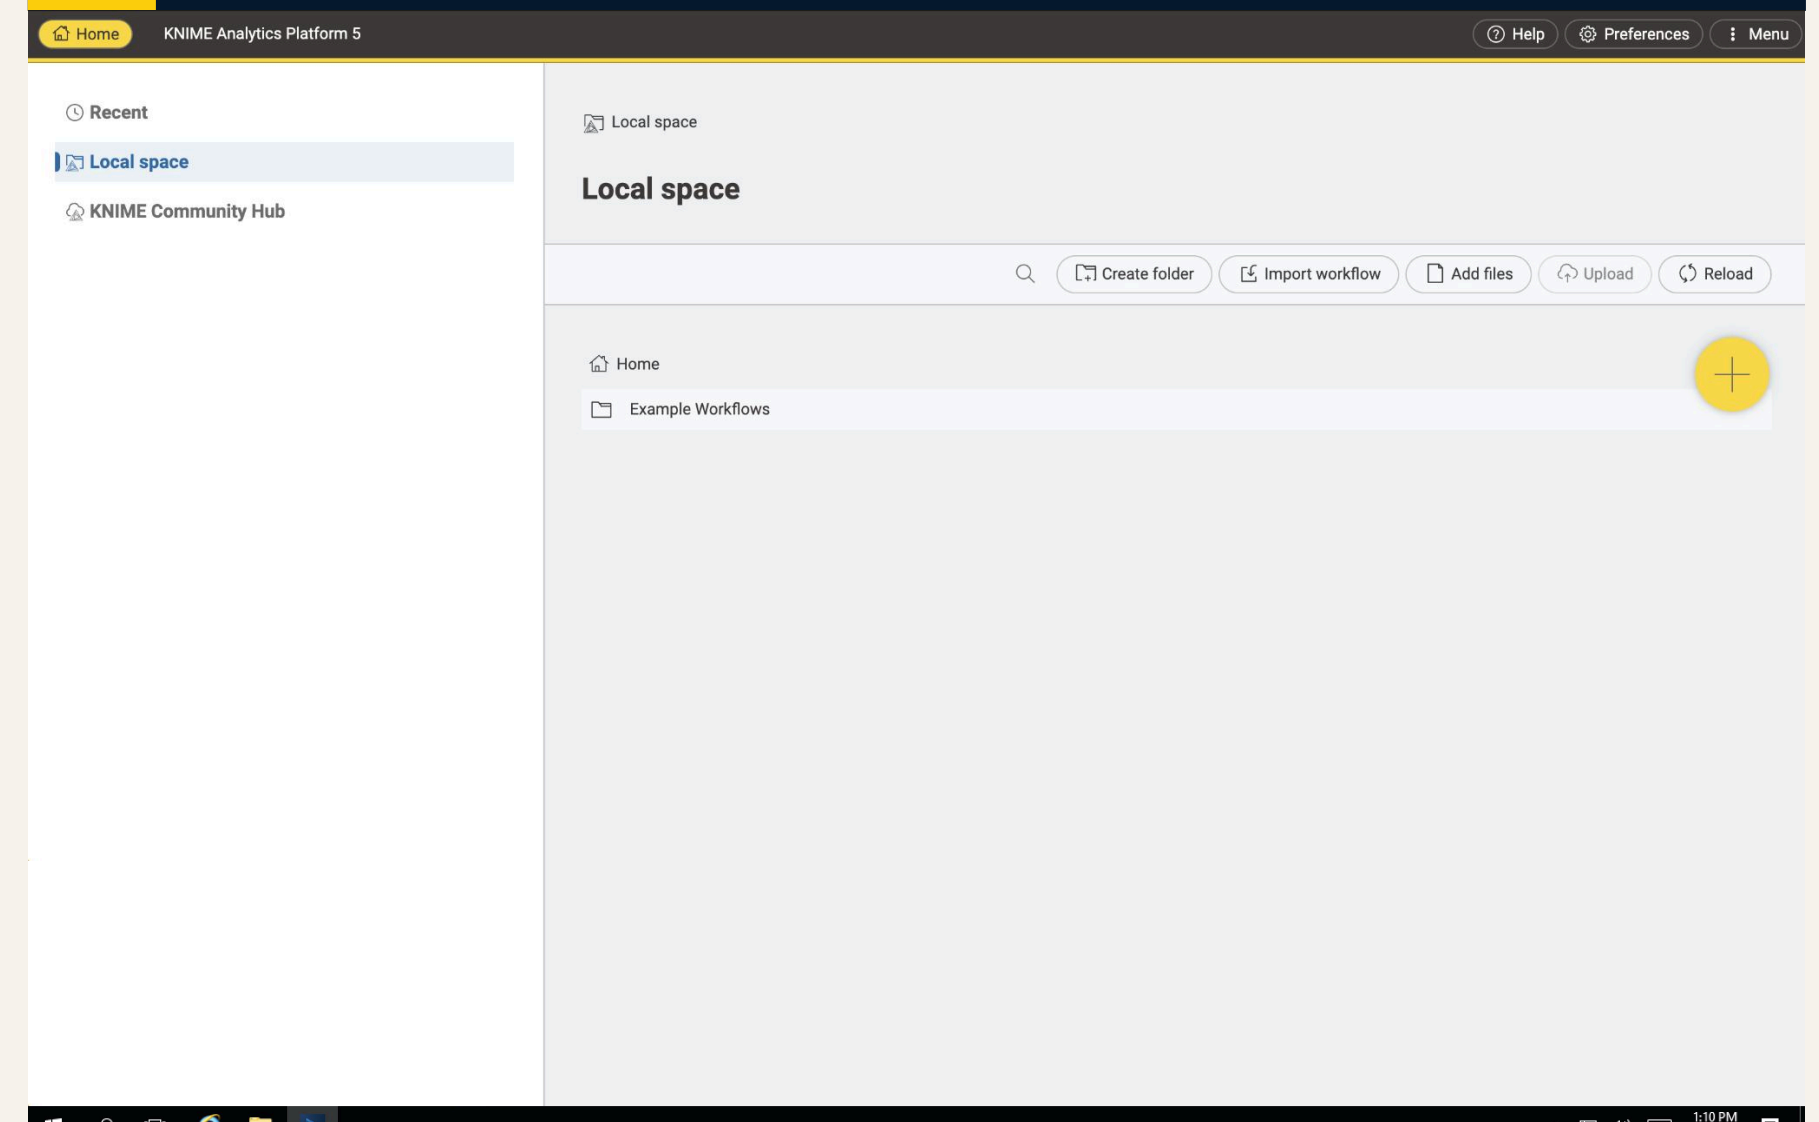 Home
KNIME Analytics Platform 5
Help
Preferences
Menu
Recent
Local space
KNIME Community Hub
Local space
Local space
Create folder
Import workflow
Add files
Upload
Reload
Home
Example Workflows
1:10 PM